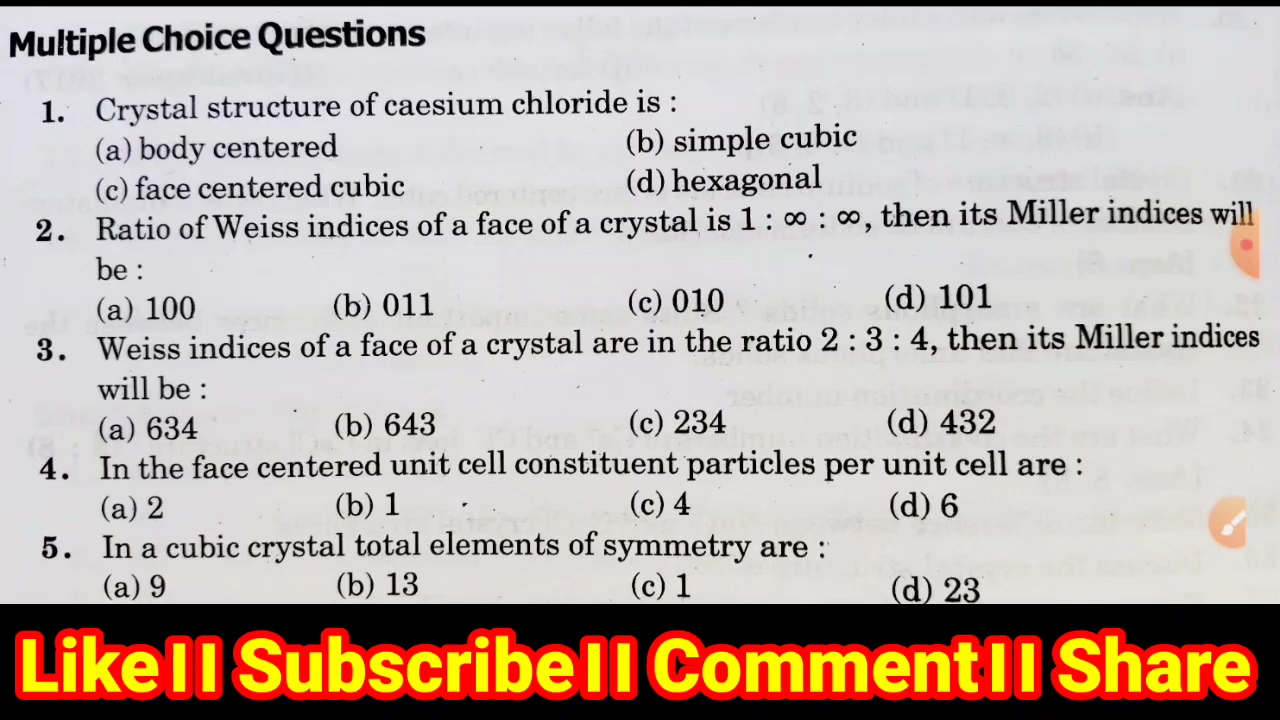 Multiple Choice Questions
1. Crystal structure of caesium chloride is :
(a) body centered (b) simple cubic
(c) face centered cubic (d) hexagonal
2. Ratio of Weiss indices of a face of a crystal is 1 : ∞ : ∞, then its Miller indices will
be :
(a) 100 (b) 011 (c) 010 (d) 101
3. Weiss indices of a face of a crystal are in the ratio 2 : 3 : 4, then its Miller indices
will be :
(a) 634 (b) 643 (c) 234 (d) 432
4. In the face centered unit cell constituent particles per unit cell are :
(a) 2 (b) 1 (c) 4 (d) 6
5. In a cubic crystal total elements of symmetry are :
(a) 9 (b) 13 (c) 1 (d) 23
Like|| Subscribe|| Comment|| Share